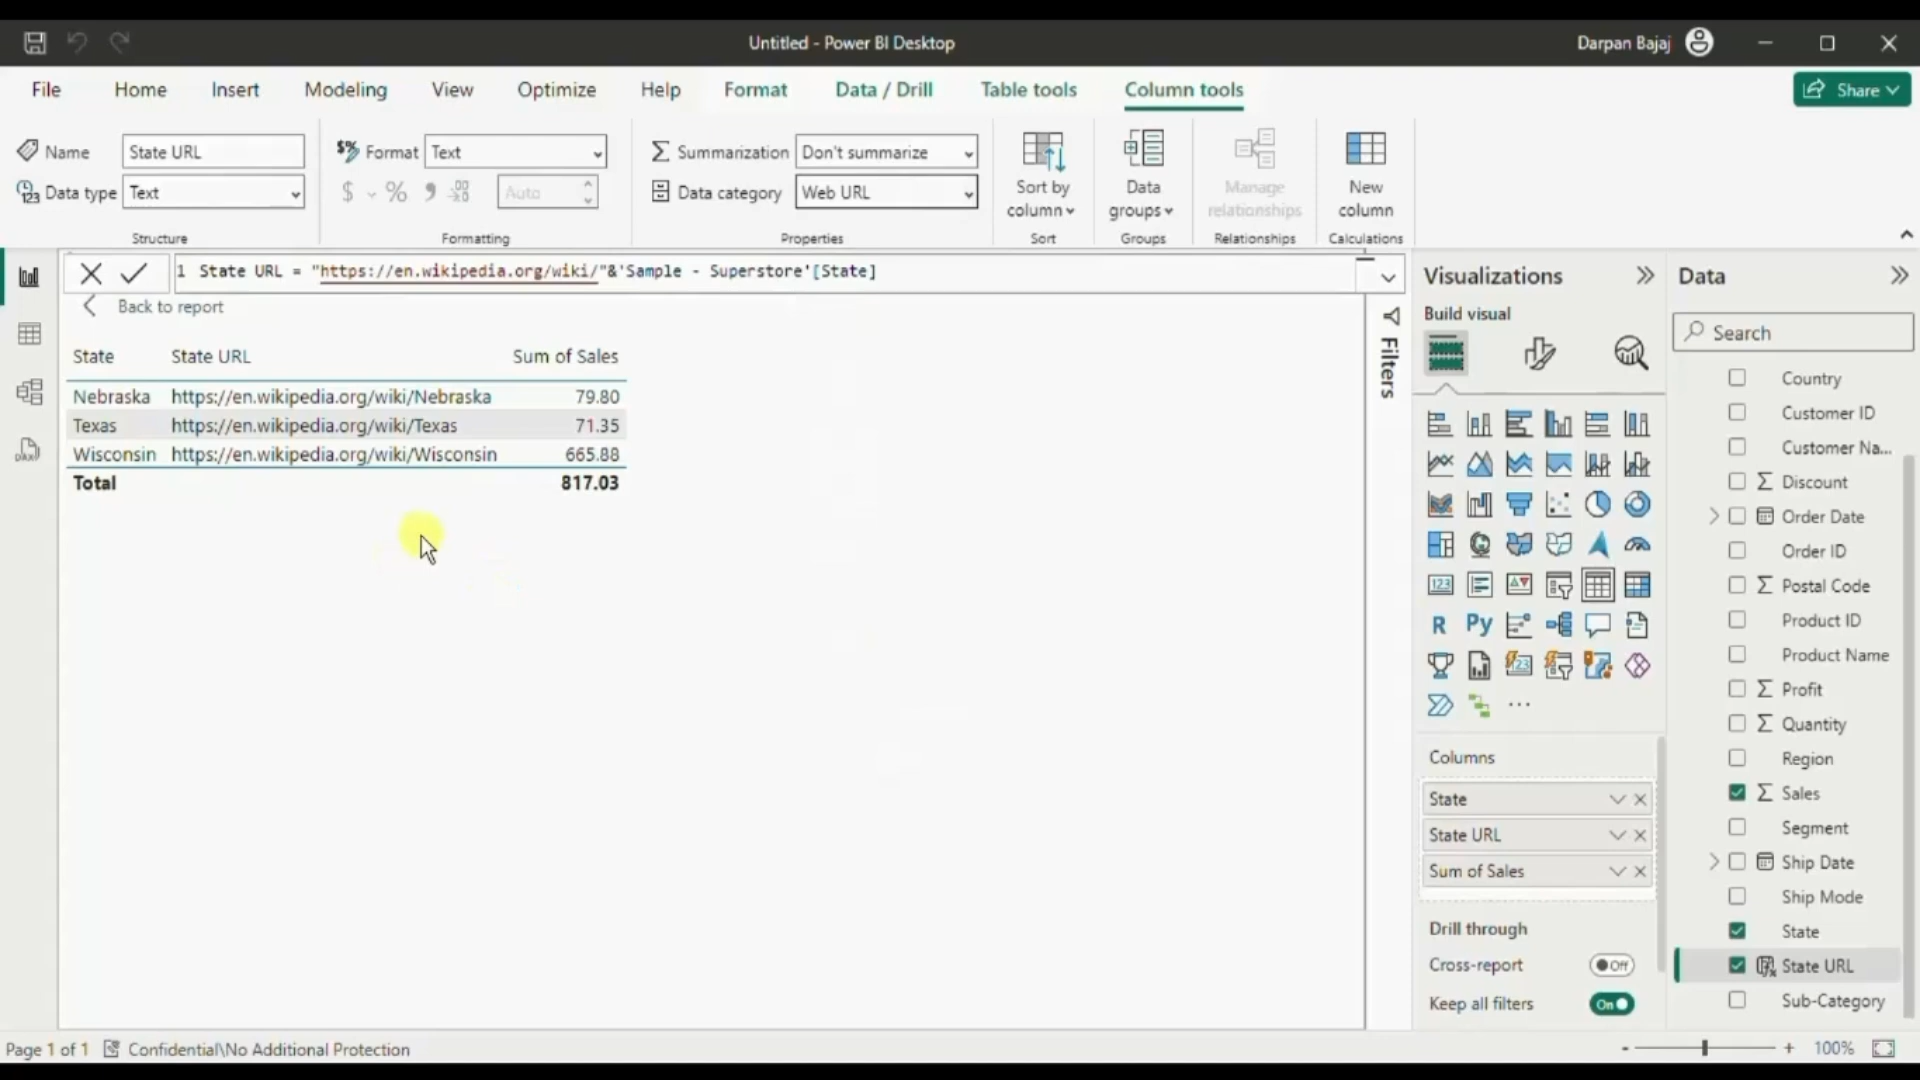 Untitled - Power BI Desktop
Darpan Bajaj
File Home Insert Modeling View Optimize Help Format Data / Drill Table tools Column tools
Share
Name State URL
Format Text
Summarization Don't summarize
Data type Text
$ % 9 Auto
Data category Web URL
Sort by column
Data groups
Manage relationships
New column
Structure Formatting Properties Sort Groups Relationships Calculations
1 State URL = "https://en.wikipedia.org/wiki/"&'Sample - Superstore'[State]
Back to report
State State URL Sum of Sales
Nebraska https://en.wikipedia.org/wiki/Nebraska 79.80
Texas https://en.wikipedia.org/wiki/Texas 71.35
Wisconsin https://en.wikipedia.org/wiki/Wisconsin 665.88
Total 817.03
Filters
Visualizations
Build visual
123
R Py
Columns
State
State URL
Sum of Sales
Drill through
Cross-report Off
Keep all filters On
Data
Search
Country
Customer ID
Customer Na...
Σ Discount
Order Date
Order ID
Σ Postal Code
Product ID
Product Name
Σ Profit
Σ Quantity
Region
Σ Sales
Segment
Ship Date
Ship Mode
State
State URL
Sub-Category
Page 1 of 1 Confidential\No Additional Protection
- + 100%